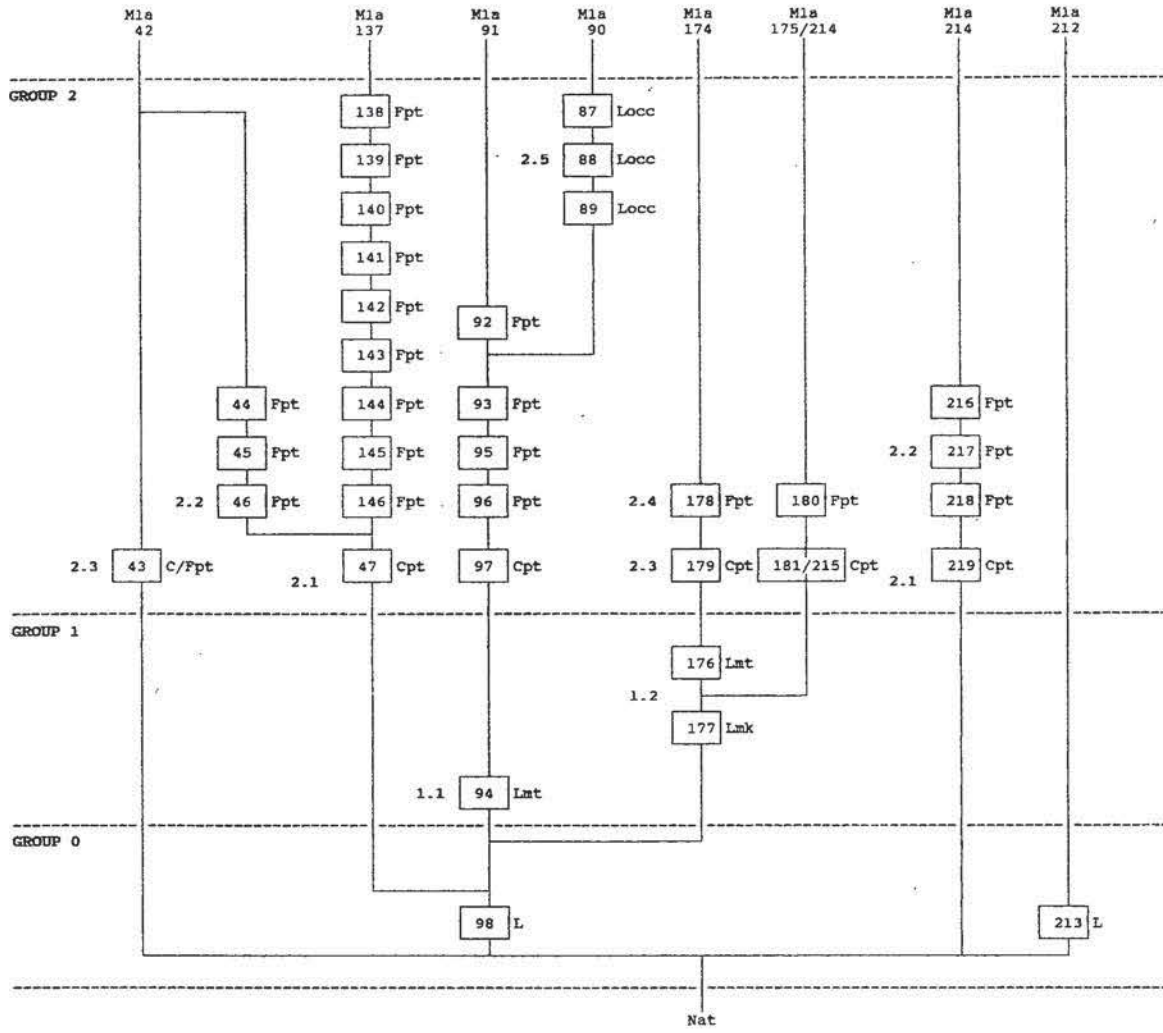 M1a M1a M1a M1a M1a M1a M1a M1a
42 137 91 90 174 175/214 214 212
GROUP 2
138 Fpt 87 Locc
139 Fpt 2.5 88 Locc
140 Fpt 89 Locc
141 Fpt
142 Fpt 92 Fpt
143 Fpt
44 Fpt 144 Fpt 93 Fpt 216 Fpt
45 Fpt 145 Fpt 95 Fpt 2.2 217 Fpt
2.2 46 Fpt 146 Fpt 96 Fpt 2.4 178 Fpt 180 Fpt 218 Fpt
2.3 43 C/Fpt 2.1 47 Cpt 97 Cpt 2.3 179 Cpt 181/215 Cpt 2.1 219 Cpt
GROUP 1
176 Lmt
1.2
177 Lmk
1.1 94 Lmt
GROUP 0
98 L 213 L
Nat